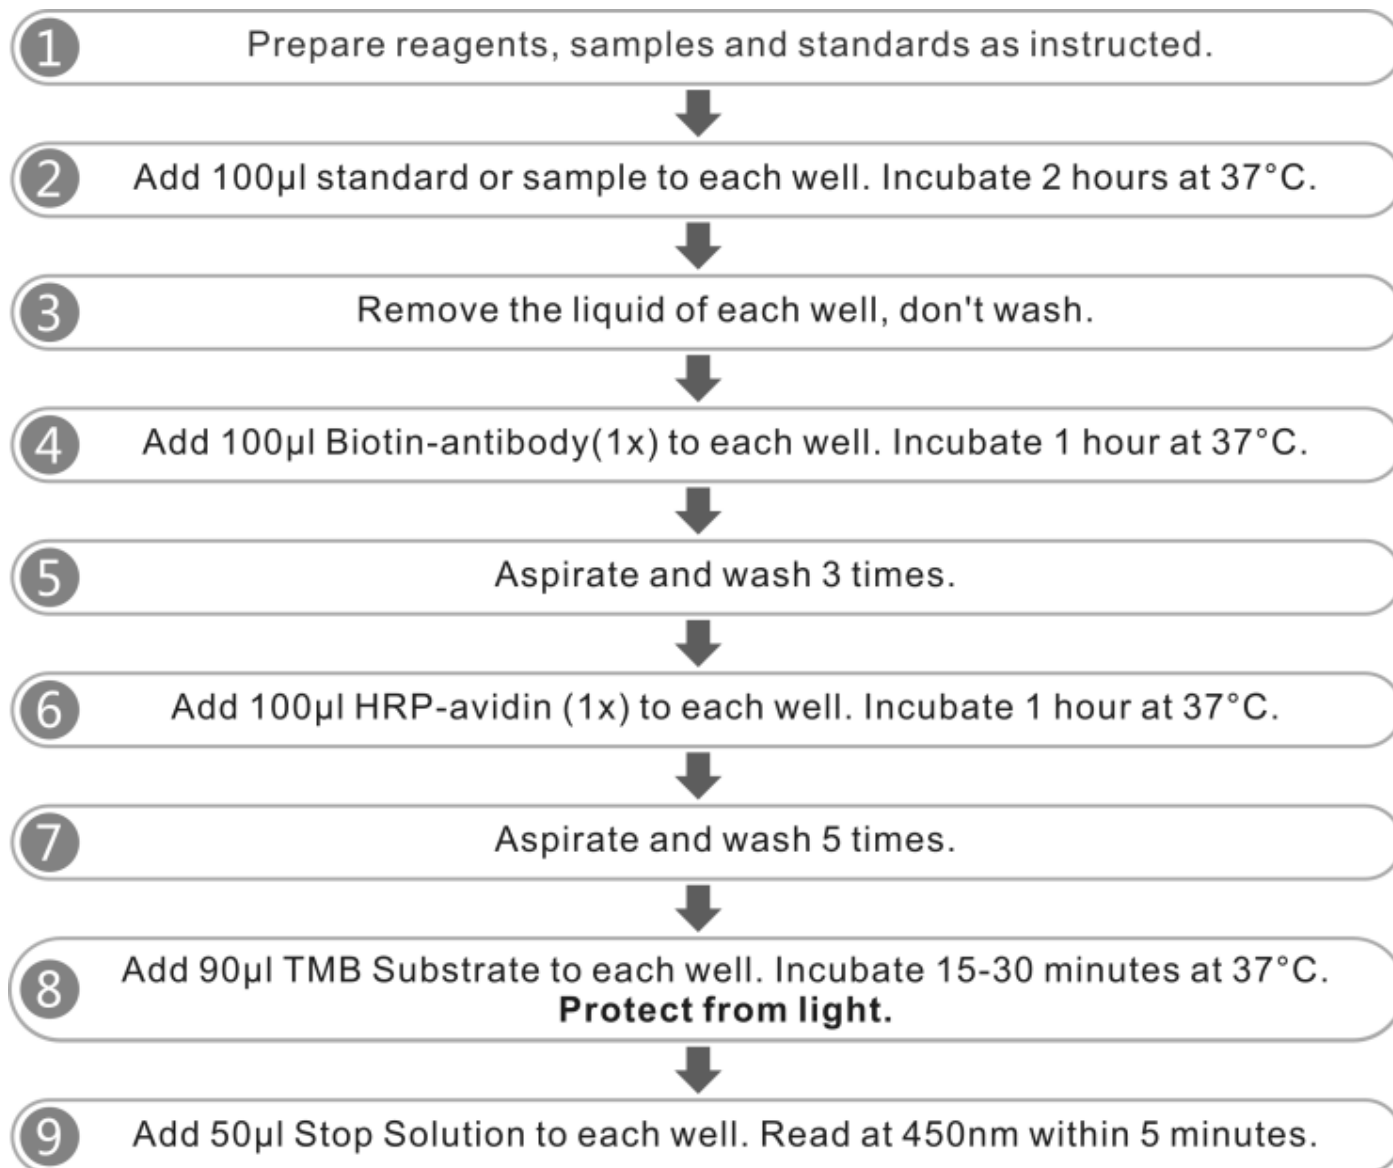 1 Prepare reagents, samples and standards as instructed.
2 Add 100µl standard or sample to each well. Incubate 2 hours at 37°C.
3 Remove the liquid of each well, don't wash.
4 Add 100µl Biotin-antibody(1x) to each well. Incubate 1 hour at 37°C.
5 Aspirate and wash 3 times.
6 Add 100µl HRP-avidin (1x) to each well. Incubate 1 hour at 37°C.
7 Aspirate and wash 5 times.
8 Add 90µl TMB Substrate to each well. Incubate 15-30 minutes at 37°C.
Protect from light.
9 Add 50µl Stop Solution to each well. Read at 450nm within 5 minutes.